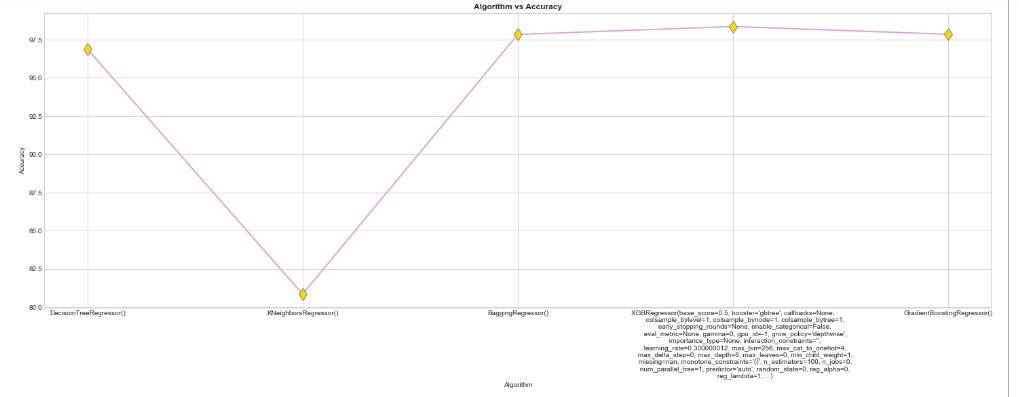 Algorithm vs Accuracy
97.5
95.0
92.5
90.0
87.5
85.0
82.5
80.0
Accuracy
DecisionTreeRegressor()
KNeighborsRegressor()
BaggingRegressor()
XGBRegressor(base_score=0.5, booster='gbtree', callbacks=None,
colsample_bylevel=1, colsample_bynode=1, colsample_bytree=1,
early_stopping_rounds=None, enable_categorical=False,
eval_metric=None, gamma=0, gpu_id=-1, grow_policy='depthwise',
importance_type=None, interaction_constraints='',
learning_rate=0.300000012, max_bin=256, max_cat_to_onehot=4,
max_delta_step=0, max_depth=6, max_leaves=0, min_child_weight=1,
missing=nan, monotone_constraints='()', n_estimators=100, n_jobs=0,
num_parallel_tree=1, predictor='auto', random_state=0, reg_alpha=0,
reg_lambda=1, ...)
GradientBoostingRegressor()
Algorithm